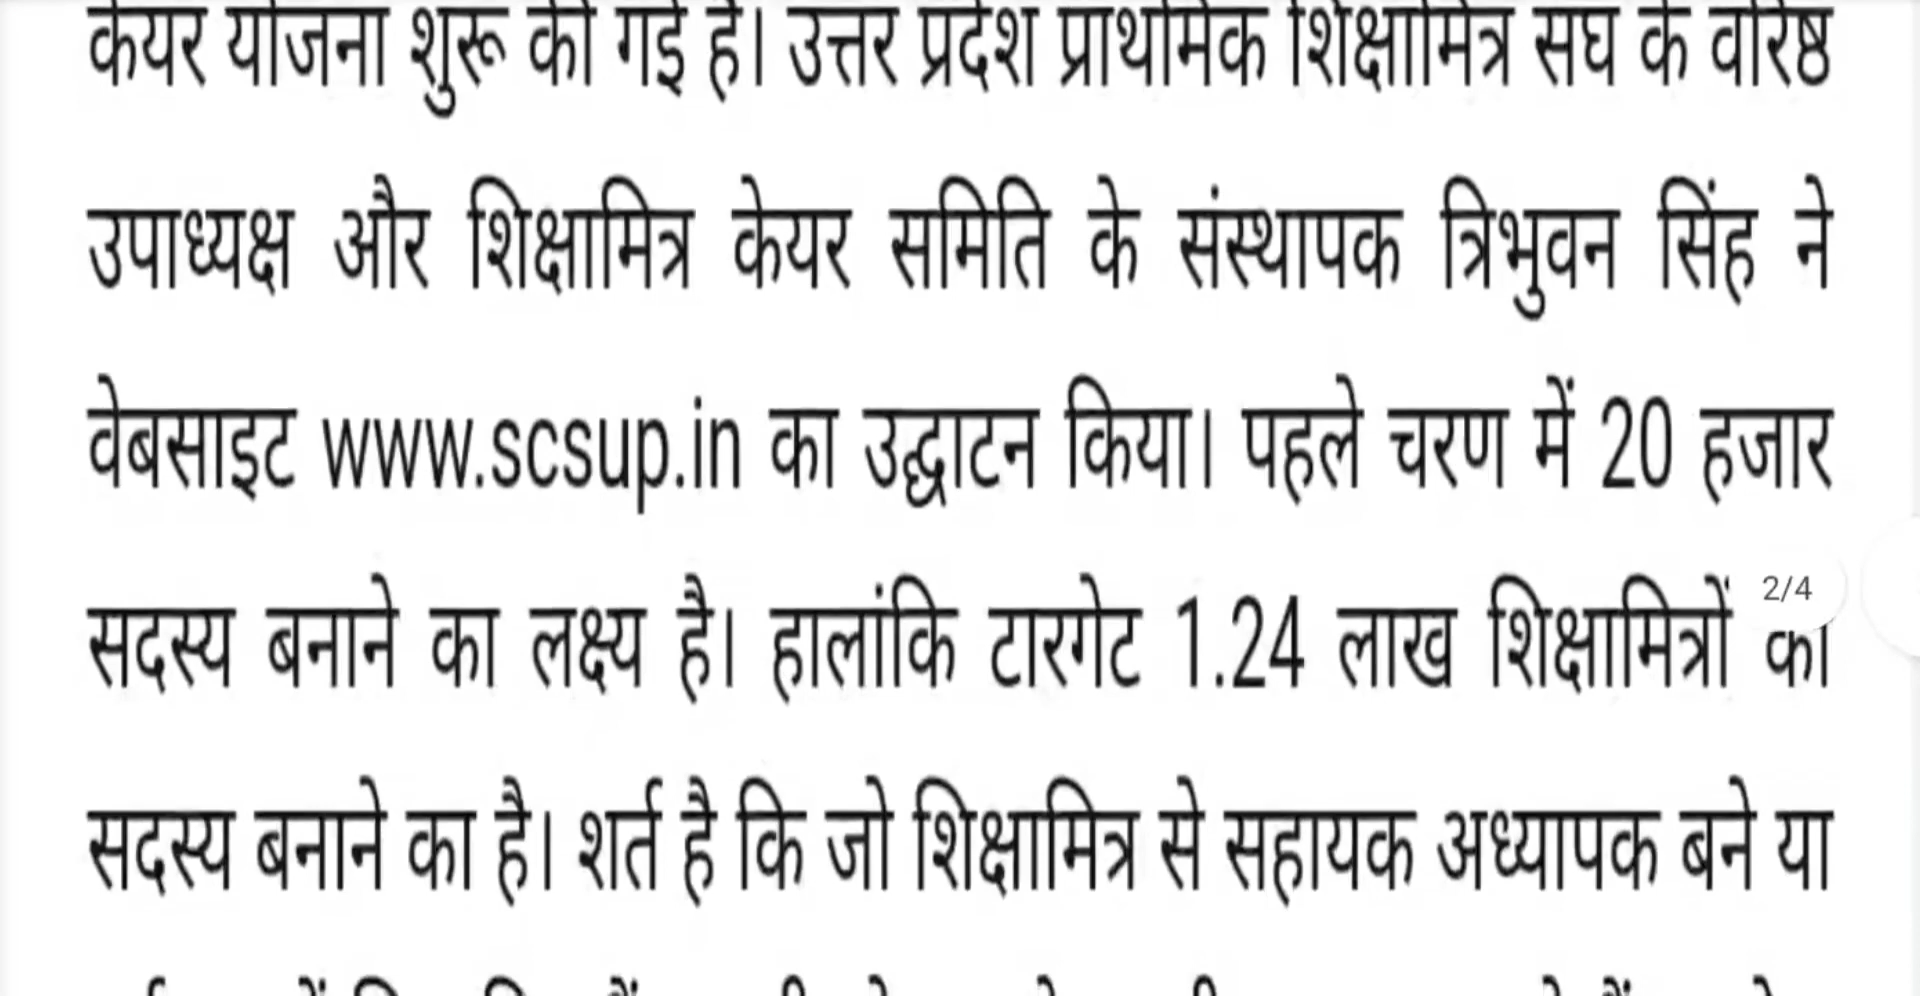 केयर योजना शुरू की गई है। उत्तर प्रदेश प्राथमिक शिक्षामित्र संघ के वरिष्ठ
उपाध्यक्ष और शिक्षामित्र केयर समिति के संस्थापक त्रिभुवन सिंह ने
वेबसाइट www.scsup.in का उद्घाटन किया। पहले चरण में 20 हजार
सदस्य बनाने का लक्ष्य है। हालांकि टारगेट 1.24 लाख शिक्षामित्रों को
2/4
सदस्य बनाने का है। शर्त है कि जो शिक्षामित्र से सहायक अध्यापक बने या